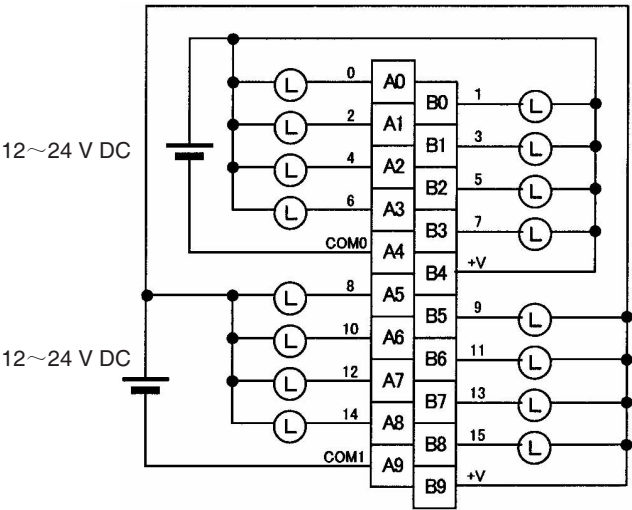 0 A0
L
B0 1
L
2 A1
L
B1 3
L
12～24 V DC
4 A2
L
B2 5
L
6 A3
L
B3 7
L
COM0 A4
B4 +V
8 A5
L
B5 9
L
10 A6
L
B6 11
L
12～24 V DC
12 A7
L
B7 13
L
14 A8
L
B8 15
L
COM1 A9
B9 +V